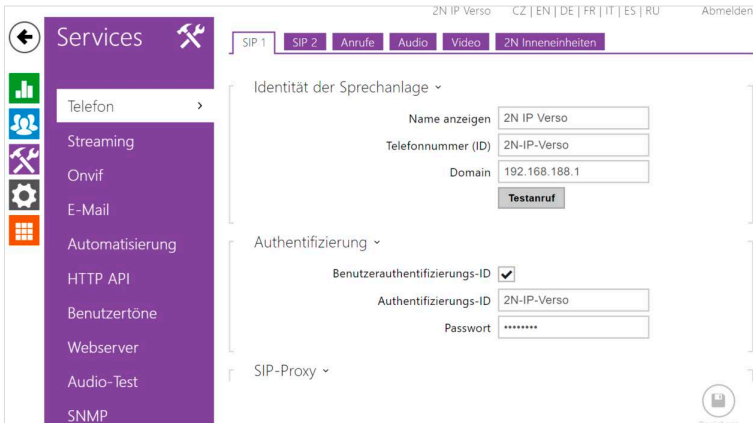 2N IP Verso CZ | EN | DE | FR | IT | ES | RU Abmelden
Services
SIP 1 SIP 2 Anrufe Audio Video 2N Inneneinheiten
Telefon
Streaming
Onvif
E-Mail
Automatisierung
HTTP API
Benutzertöne
Webserver
Audio-Test
SNMP
Identität der Sprechanlage
Name anzeigen 2N IP Verso
Telefonnummer (ID) 2N-IP-Verso
Domain 192.168.188.1
Testanruf
Authentifizierung
Benutzerauthentifizierungs-ID
Authentifizierungs-ID 2N-IP-Verso
Passwort ••••••••
SIP-Proxy